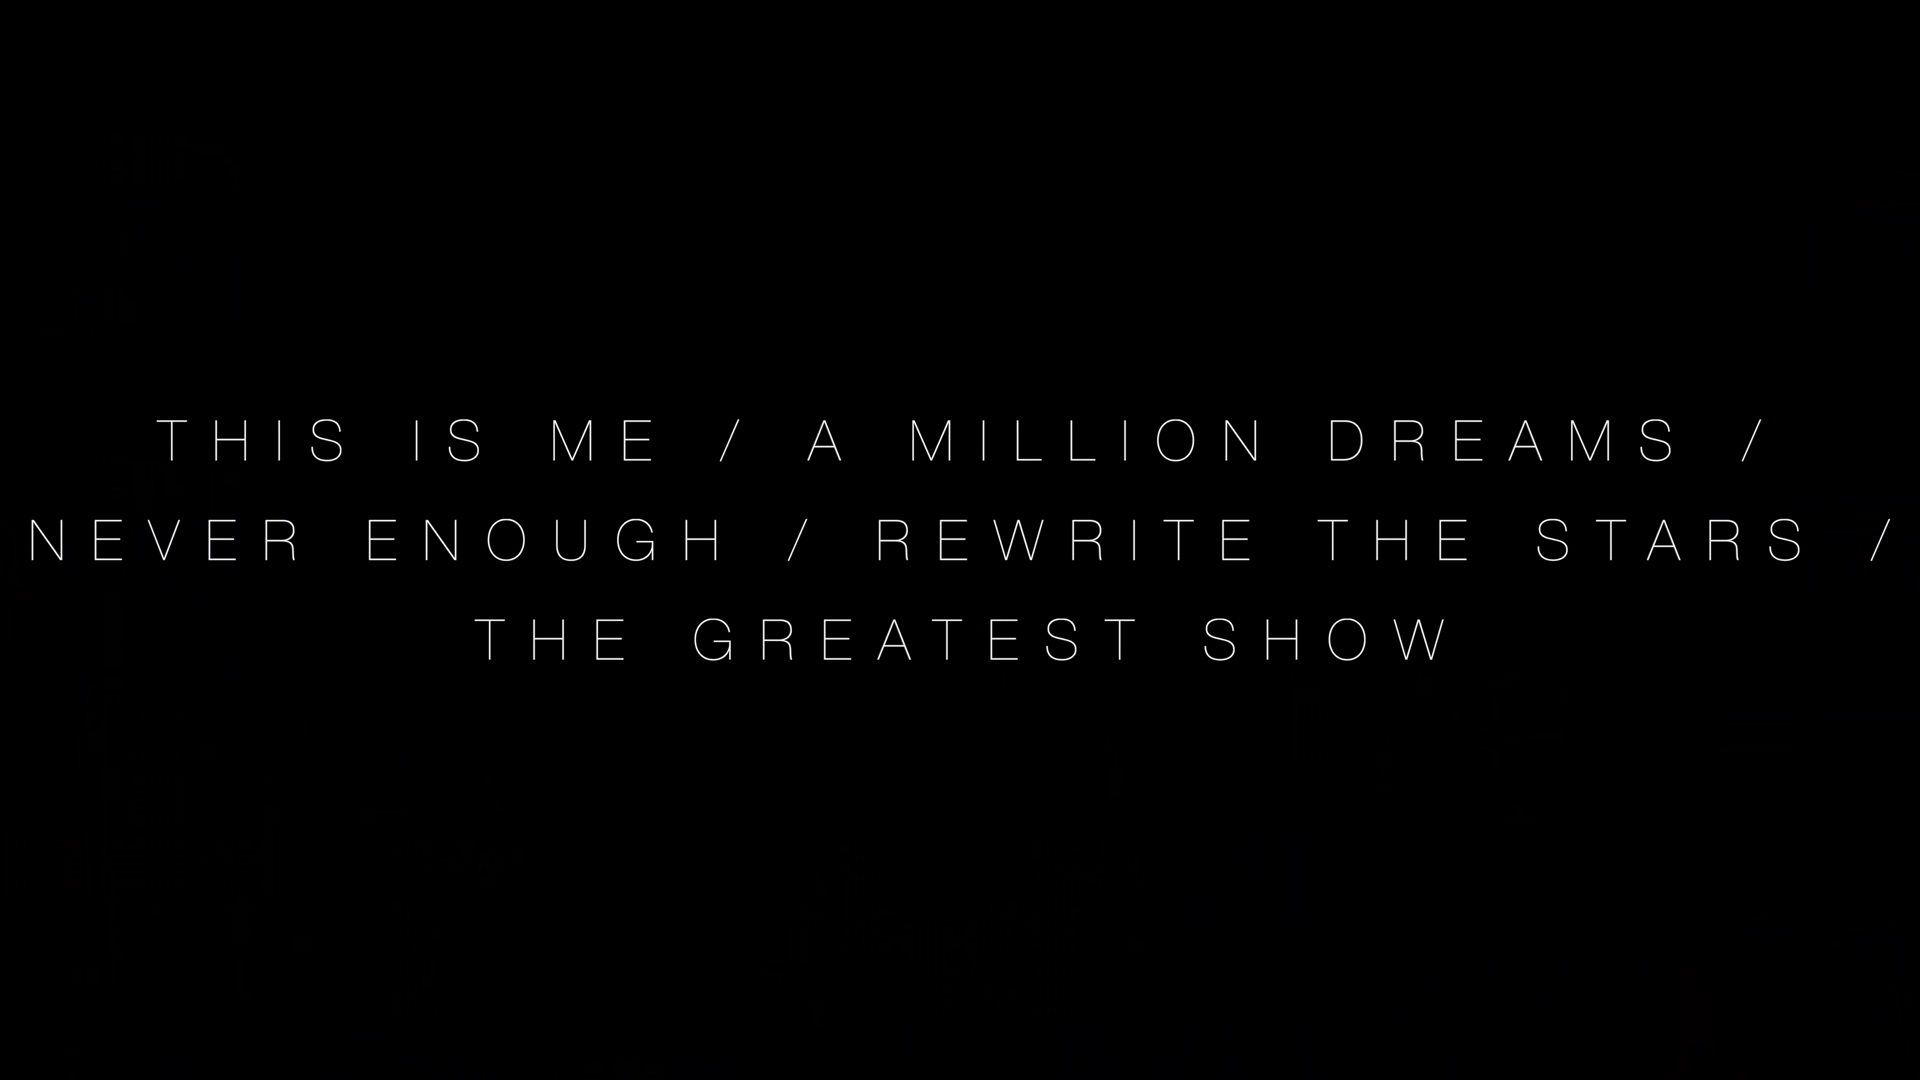 THIS IS ME / A MILLION DREAMS /
NEVER ENOUGH / REWRITE THE STARS /
THE GREATEST SHOW